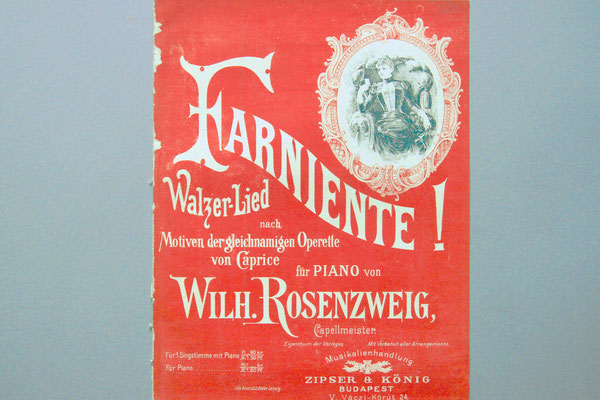 FARNIENTE!
Walzer-Lied
nach
Motiven der gleichnamigen Operette
von Caprice
für PIANO von
WILH. ROSENZWEIG,
Capellmeister.
Eigenthum der Verleger. Mit Vorbehalt aller Arrangements.
Für 1 Singstimme mit Piano
Für Piano
Musikalienhandlung
ZIPSER & KÖNIG
BUDAPEST
V. Váczi-Körút 24.